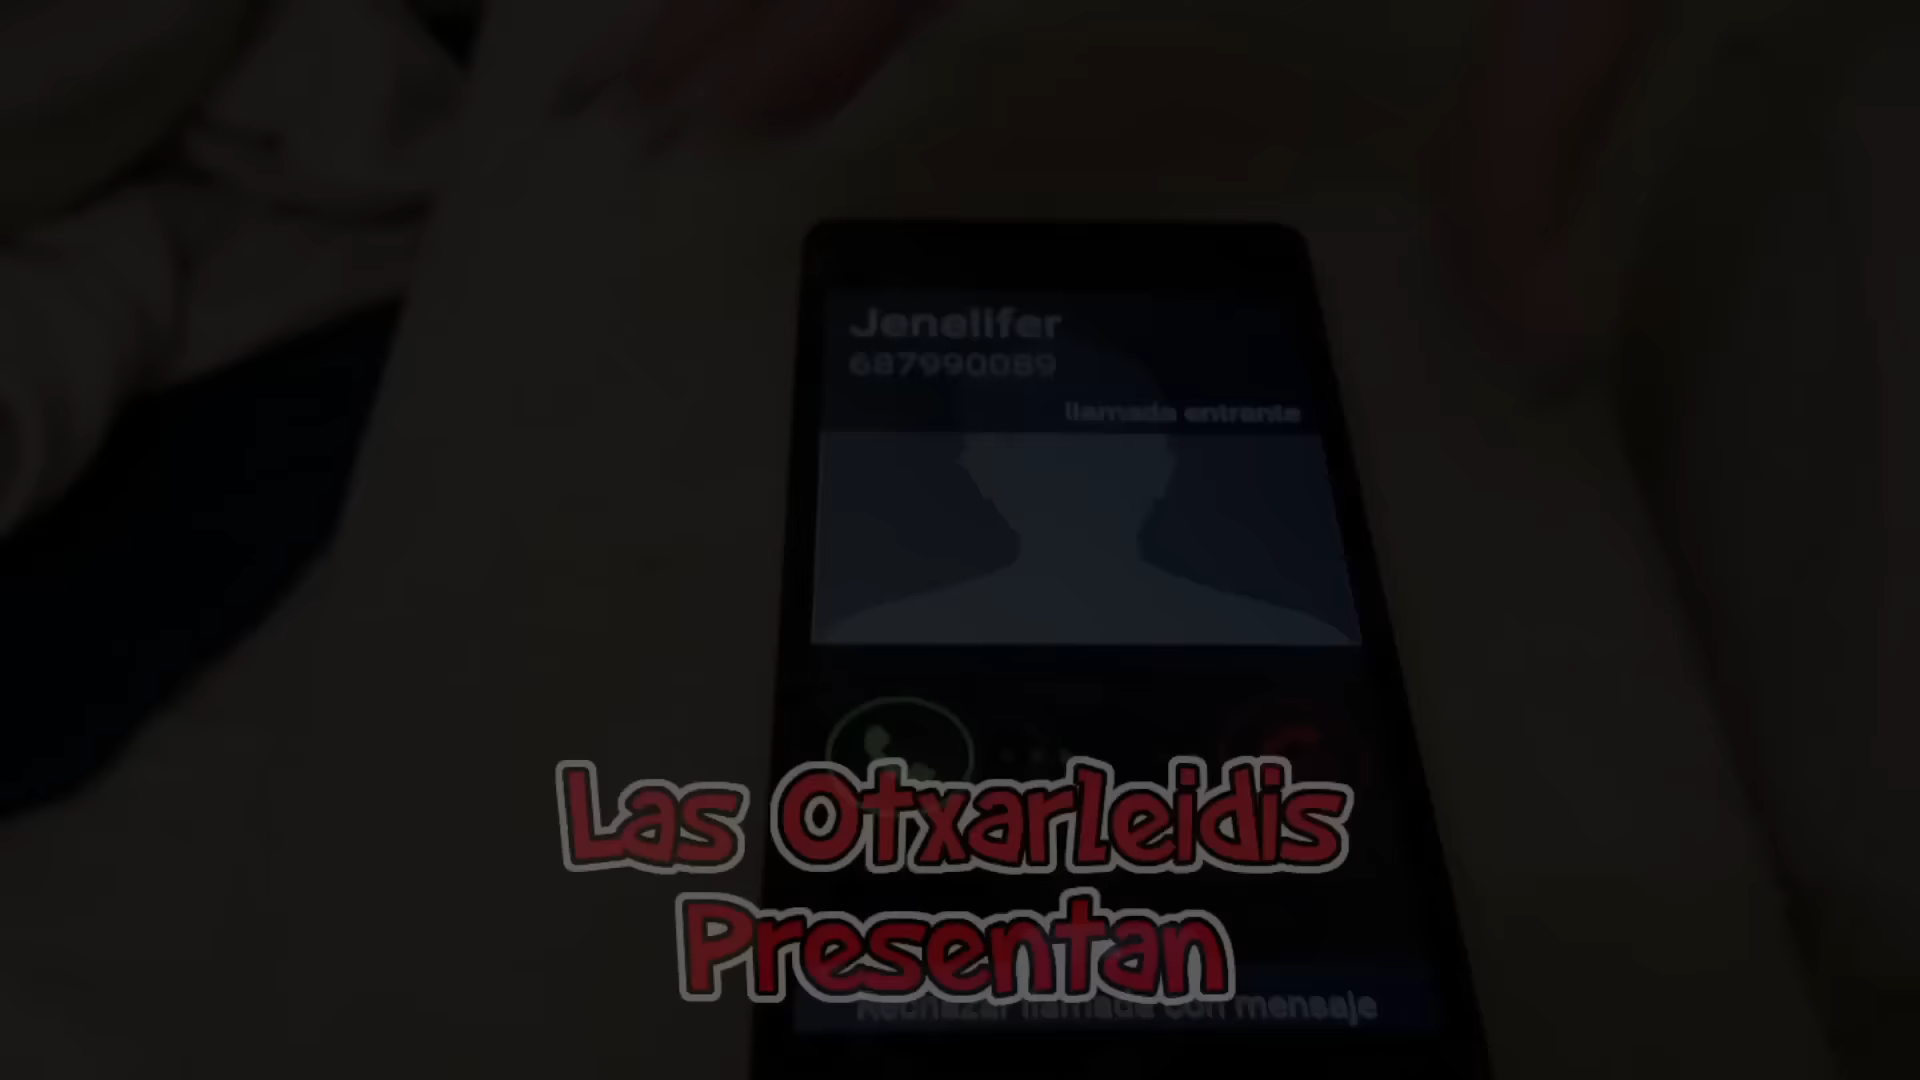 Jenelifer
687990089
llamada entrante
Las Otxarleidis
Presentan
Rechazar llamada con mensaje